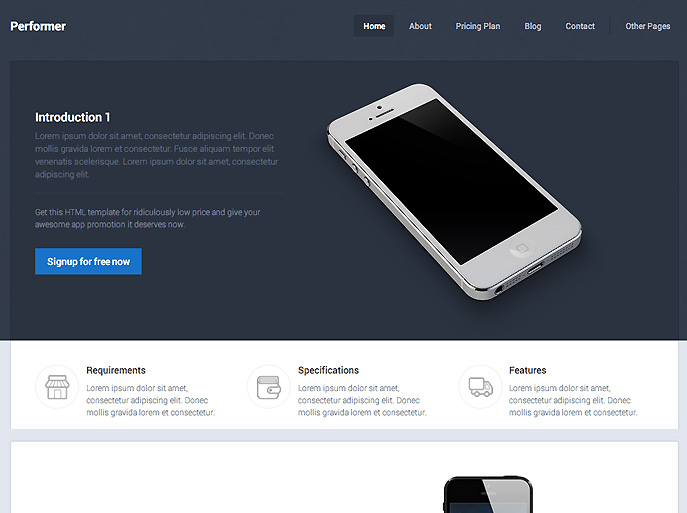 Performer
Home About Pricing Plan Blog Contact Other Pages
Introduction 1
Lorem ipsum dolor sit amet, consectetur adipiscing elit. Donec
mollis gravida lorem et consectetur. Fusce aliquam tempor elit
venenatis scelerisque. Lorem ipsum dolor sit amet, consectetur
adipiscing elit.
Get this HTML template for ridiculously low price and give your
awesome app promotion it deserves now.
Signup for free now
Requirements
Lorem ipsum dolor sit amet,
consectetur adipiscing elit. Donec
mollis gravida lorem et consectetur.
Specifications
Lorem ipsum dolor sit amet,
consectetur adipiscing elit. Donec
mollis gravida lorem et consectetur.
Features
Lorem ipsum dolor sit amet,
consectetur adipiscing elit. Donec
mollis gravida lorem et consectetur.